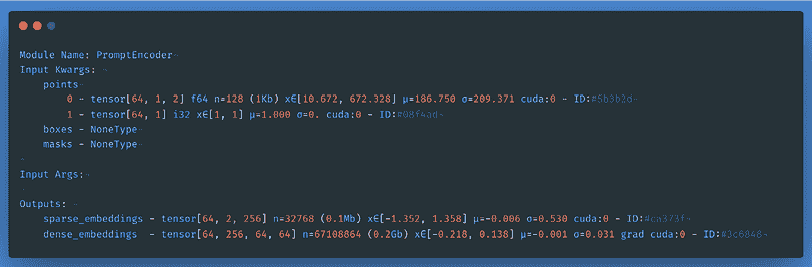 Module Name: PromptEncoder
Input Kwargs:
points
0 - tensor[64, 1, 2] f64 n=128 (1Kb) x∈[10.672, 672.328] μ=186.750 σ=209.371 cuda:0 - ID:#5b9b2d
1 - tensor[64, 1] i32 x∈[1, 1] μ=1.000 σ=0. cuda:0 - ID:#08f4ad
boxes - NoneType
masks - NoneType
Input Args:
Outputs:
sparse_embeddings - tensor[64, 2, 256] n=32768 (0.1Mb) x∈[-1.352, 1.358] μ=-0.006 σ=0.530 cuda:0 - ID:#ca373f
dense_embeddings - tensor[64, 256, 64, 64] n=67108864 (0.2Gb) x∈[-0.218, 0.138] μ=-0.001 σ=0.031 grad cuda:0 - ID:#3c6848